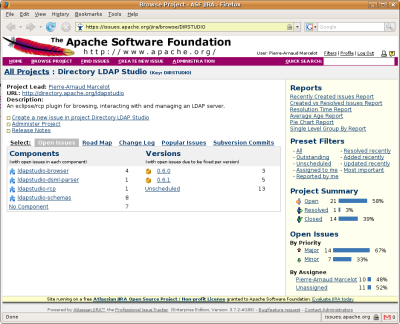 Browse Project - ASF JIRA - Firefox
File Edit View History Bookmarks Tools Help
https://issues.apache.org/jira/browse/DIRSTUDIO
Google
The Apache Software Foundation
http://www.apache.org/
User: Pierre-Arnaud Marcelot | Filters | Profile | Log Out
HOME BROWSE PROJECT FIND ISSUES CREATE NEW ISSUE ADMINISTRATION QUICK SEARCH:
All Projects : Directory LDAP Studio (Key: DIRSTUDIO)
Project Lead: Pierre-Arnaud Marcelot
URL: http://directory.apache.org/ldapstudio
Description:
An eclipse/rcp plugin for browsing, interacting with and managing an LDAP server.
Create a new issue in project Directory LDAP Studio
Administer Project
Release Notes
Select: Open Issues Road Map Change Log Popular Issues Subversion Commits
Components
(with open issues in each component)
ldapstudio-browser 4
ldapstudio-dsml-parser 1
ldapstudio-rcp 1
ldapstudio-schemas 8
No Component 7
Versions
(with open issues due to be fixed per version)
0.6.0 3
0.6.1 5
Unscheduled 13
Reports
Recently Created Issues Report
Created vs Resolved Issues Report
Resolution Time Report
Average Age Report
Pie Chart Report
Single Level Group By Report
Preset Filters
- All - Resolved recently
- Outstanding - Added recently
- Unscheduled - Updated recently
- Assigned to me - Most important
- Reported by me
Project Summary
Open 21 58%
Resolved 1 3%
Closed 14 39%
Open Issues
By Priority
Major 14 67%
Minor 7 33%
By Assignee
Pierre-Arnaud Marcelot 10 48%
Unassigned 11 52%
Site running on a free Atlassian JIRA Open Source Project / Non-profit License granted to Apache Software Foundation. Evaluate JIRA today.
Powered by Atlassian JIRA, the Professional Issue Tracker. (Enterprise Edition, Version: 3.7.2-#189) - Bug/feature request - Contact Administrators
Done
issues.apache.org
0